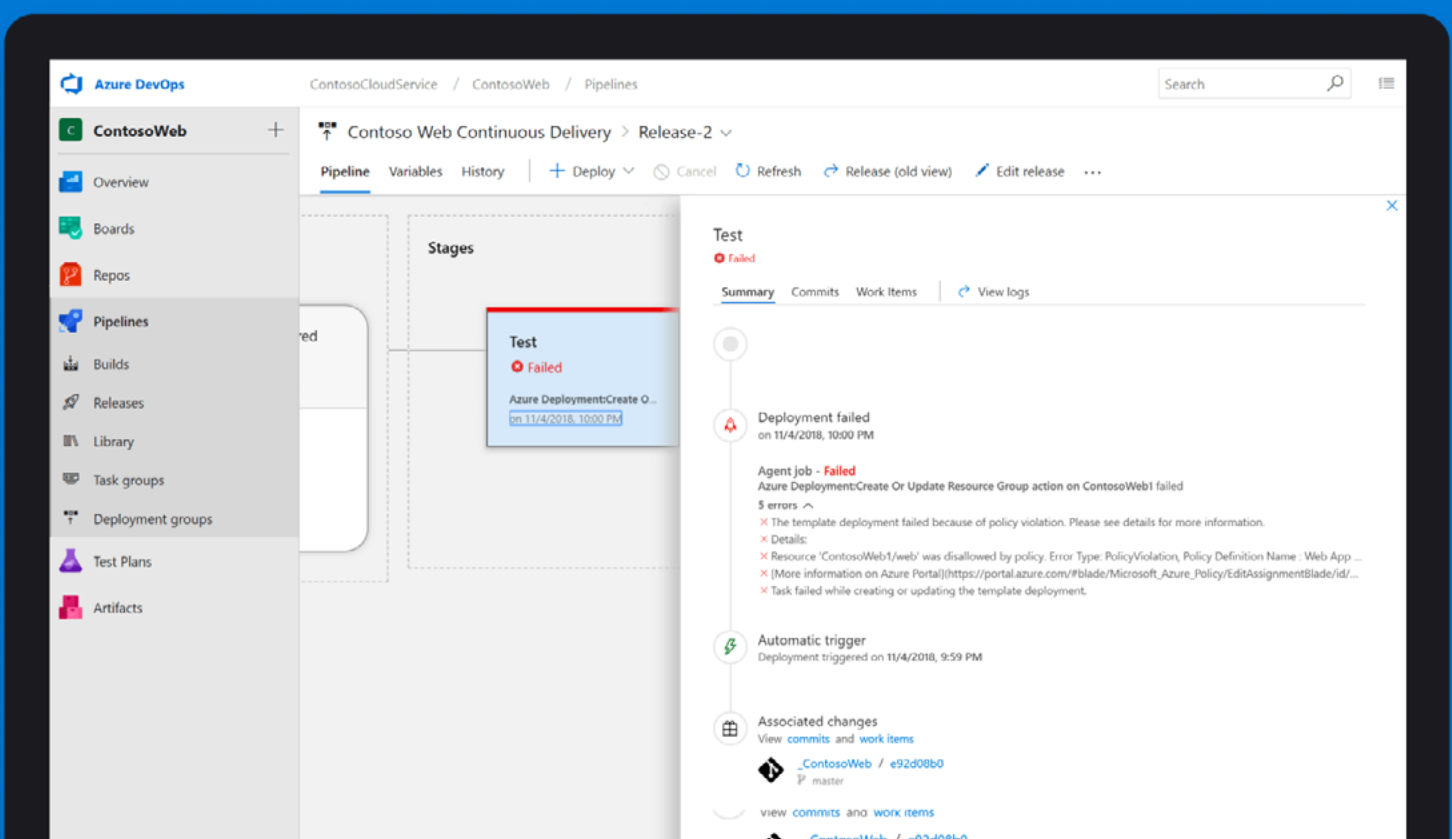 Azure DevOps
ContosoCloudService / ContosoWeb / Pipelines
Search
C ContosoWeb
Contoso Web Continuous Delivery > Release-2
Pipeline Variables History Deploy Cancel Refresh Release (old view) Edit release ...
Overview
Boards
Repos
Pipelines
Builds
Releases
Library
Task groups
Deployment groups
Test Plans
Artifacts
red
Stages
Test
Failed
Azure Deployment:Create O...
on 11/4/2018, 10:00 PM
Test
Failed
Summary Commits Work Items View logs
Deployment failed
on 11/4/2018, 10:00 PM
Agent job - Failed
Azure Deployment:Create Or Update Resource Group action on ContosoWeb1 failed
5 errors
The template deployment failed because of policy violation. Please see details for more information.
Details:
Resource 'ContosoWeb1/web' was disallowed by policy. Error Type: PolicyViolation, Policy Definition Name : Web App ...
[More information on Azure Portal](https://portal.azure.com/#blade/Microsoft_Azure_Policy/EditAssignmentBlade/id/...
Task failed while creating or updating the template deployment.
Automatic trigger
Deployment triggered on 11/4/2018, 9:59 PM
Associated changes
View commits and work items
_ContosoWeb / e92d08b0
master
View commits and work items
_ContosoWeb / e92d08b0